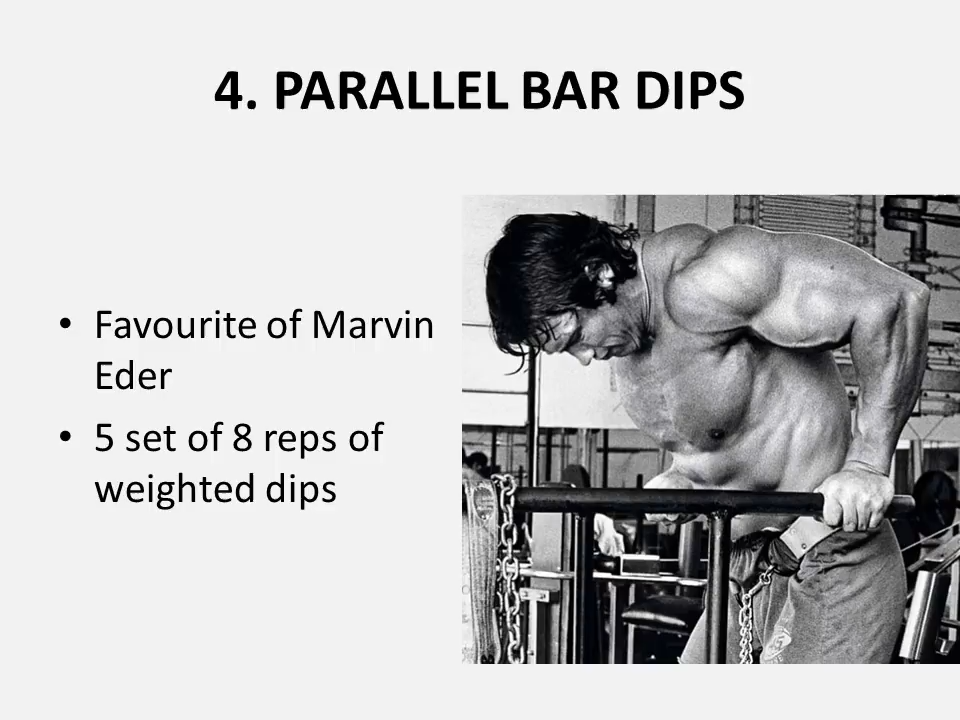 4. PARALLEL BAR DIPS
• Favourite of Marvin
Eder
• 5 set of 8 reps of
weighted dips